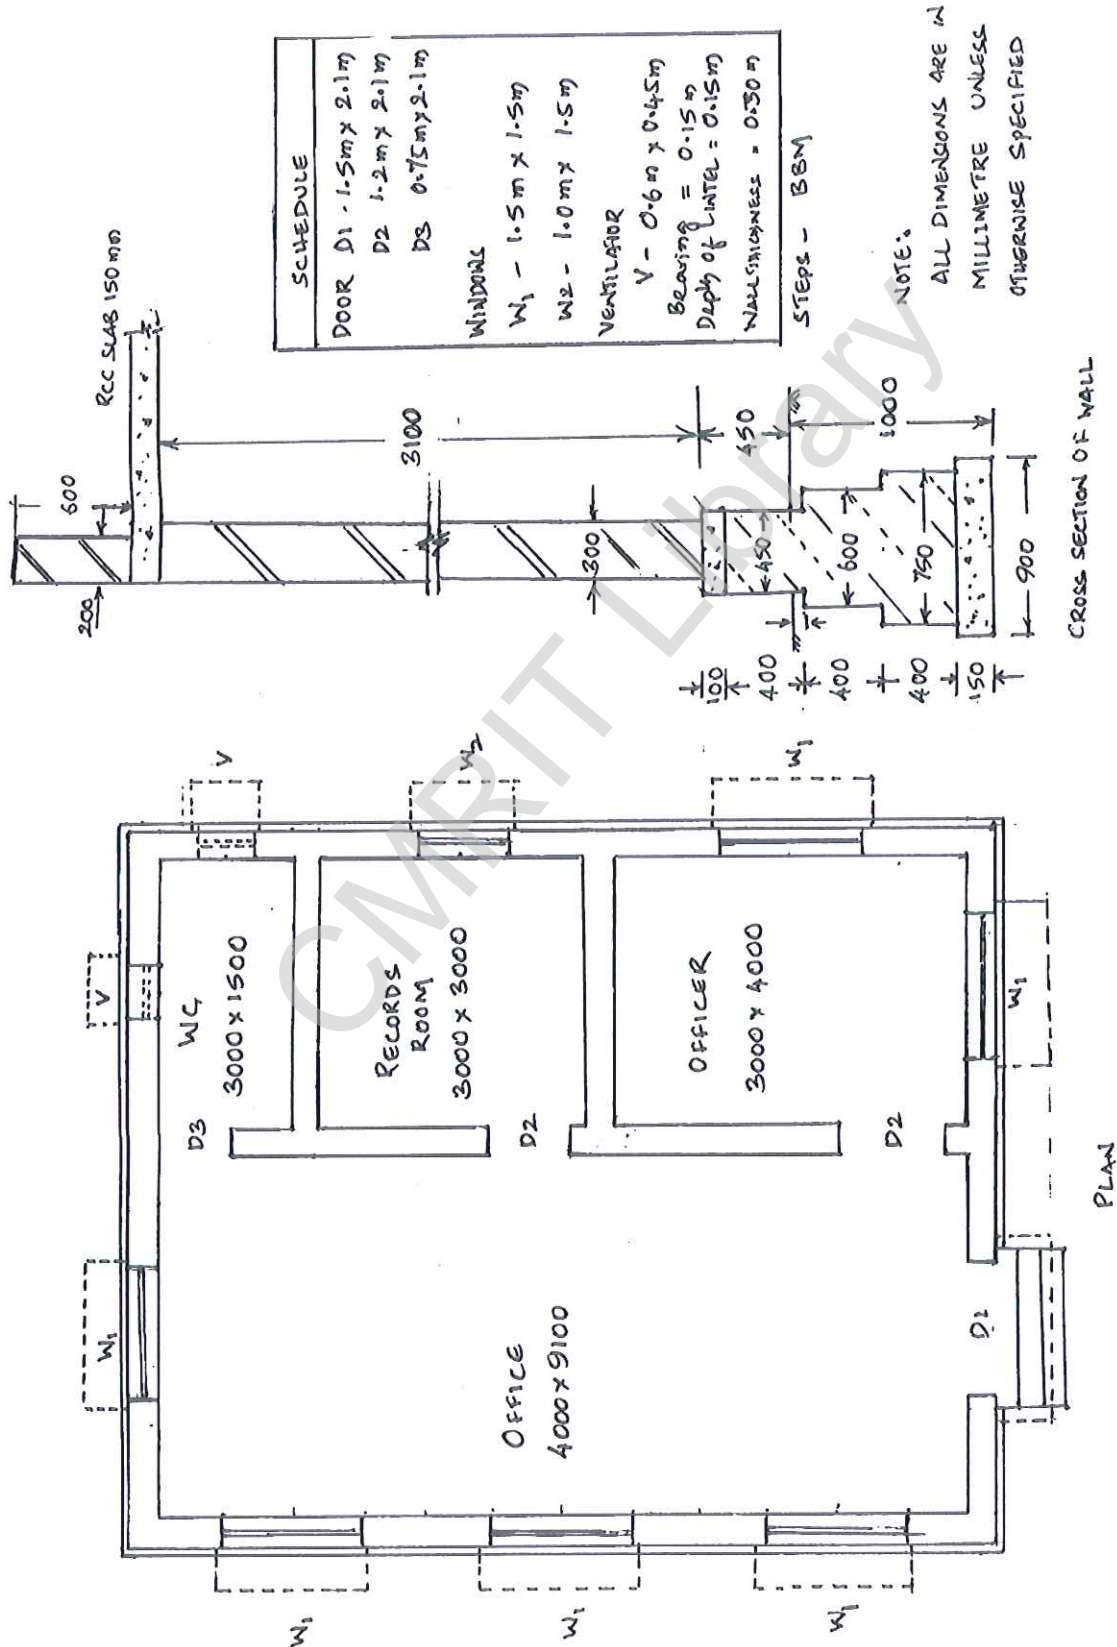 SCHEDULE
DOOR D1 - 1.5m x 2.1m
D2 1.2m x 2.1m
D3 0.75m x 2.1m
WINDOWS
W1 - 1.5m x 1.5m
W2 - 1.0m x 1.5m
VENTILATOR
V - 0.6m x 0.45m
Bearing = 0.15m
Depth of LINTEL = 0.15m
WALL THICKNESS = 0.30m
STEPS - BBM
NOTE:
ALL DIMENSIONS ARE IN
MILLIMETRE UNLESS
OTHERWISE SPECIFIED
RCC SLAB 150mm
600
200
3100
300
450
1000
450
600
750
900
100
400
400
400
150
CROSS SECTION OF WALL
W1
V
V
WC
3000 x 1500
D3
W2
RECORDS
ROOM
3000 x 3000
D2
W1
OFFICER
3000 x 4000
D2
W1
OFFICE
4000 x 9100
D1
W1
W1
W1
PLAN
CMRIT Library